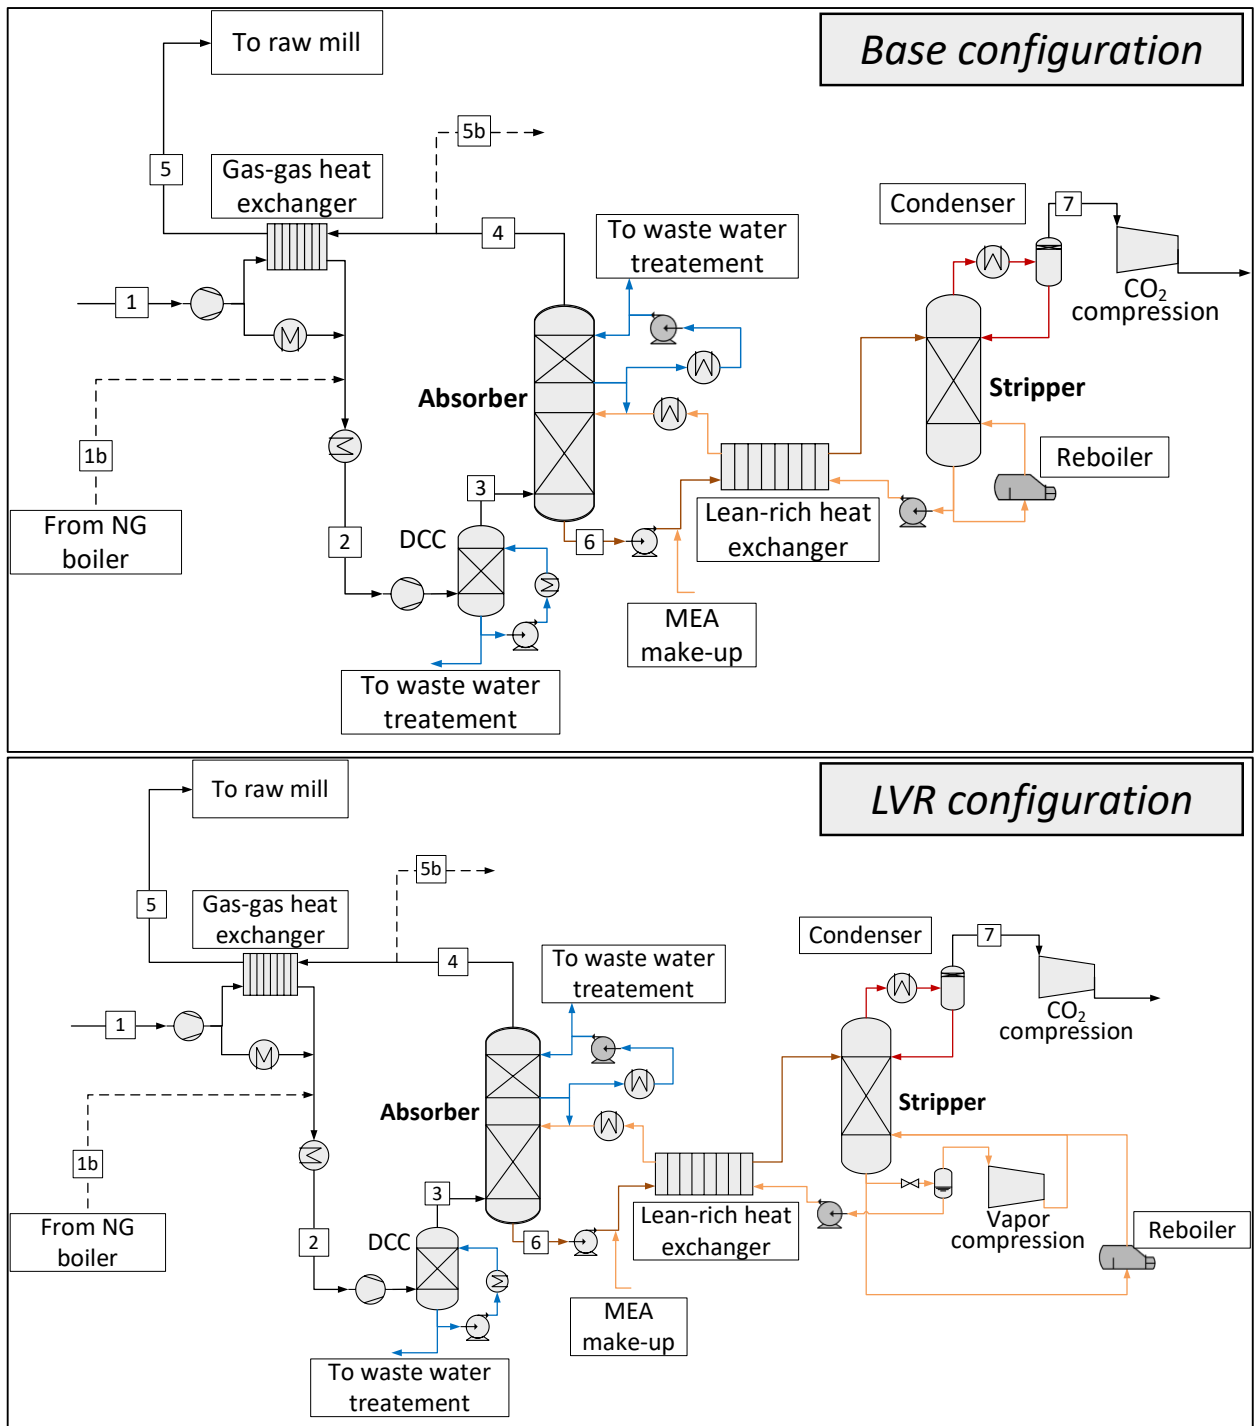 Base configuration
To raw mill
5b
5
Gas-gas heat
exchanger
4
Condenser
7
To waste water
treatement
CO₂
compression
1
Absorber
Stripper
1b
Reboiler
3
From NG
boiler
2
DCC
6
Lean-rich heat
exchanger
MEA
make-up
To waste water
treatement
LVR configuration
To raw mill
5b
5
Gas-gas heat
exchanger
4
Condenser
7
To waste water
treatement
CO₂
compression
1
Absorber
Stripper
1b
3
From NG
boiler
2
DCC
6
Lean-rich heat
exchanger
Vapor
compression
Reboiler
MEA
make-up
To waste water
treatement